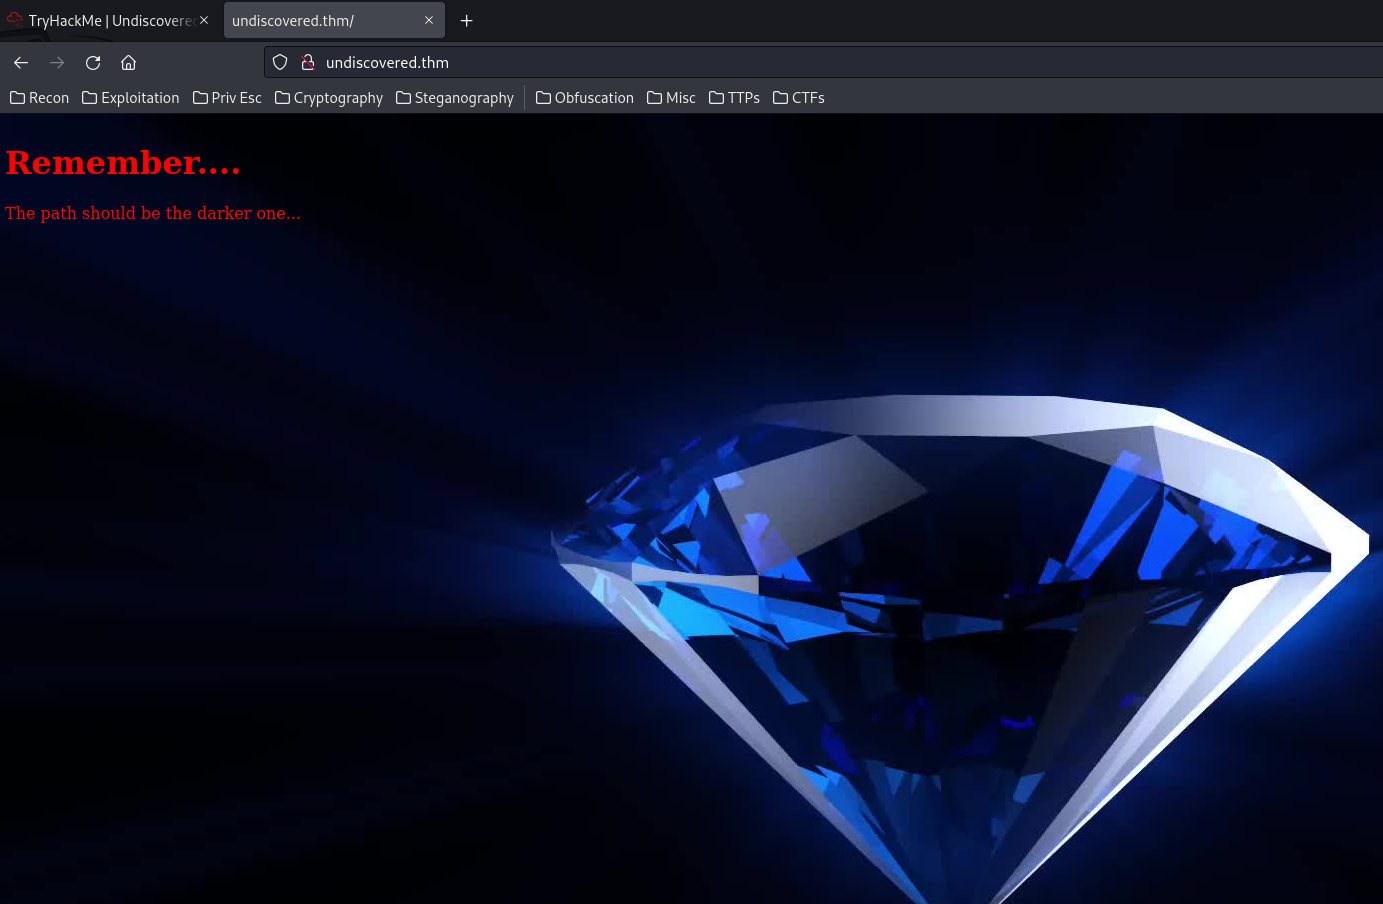 TryHackMe | Undiscovered
undiscovered.thm/
undiscovered.thm
Recon Exploitation Priv Esc Cryptography Steganography Obfuscation Misc TTPs CTFs
Remember....
The path should be the darker one...